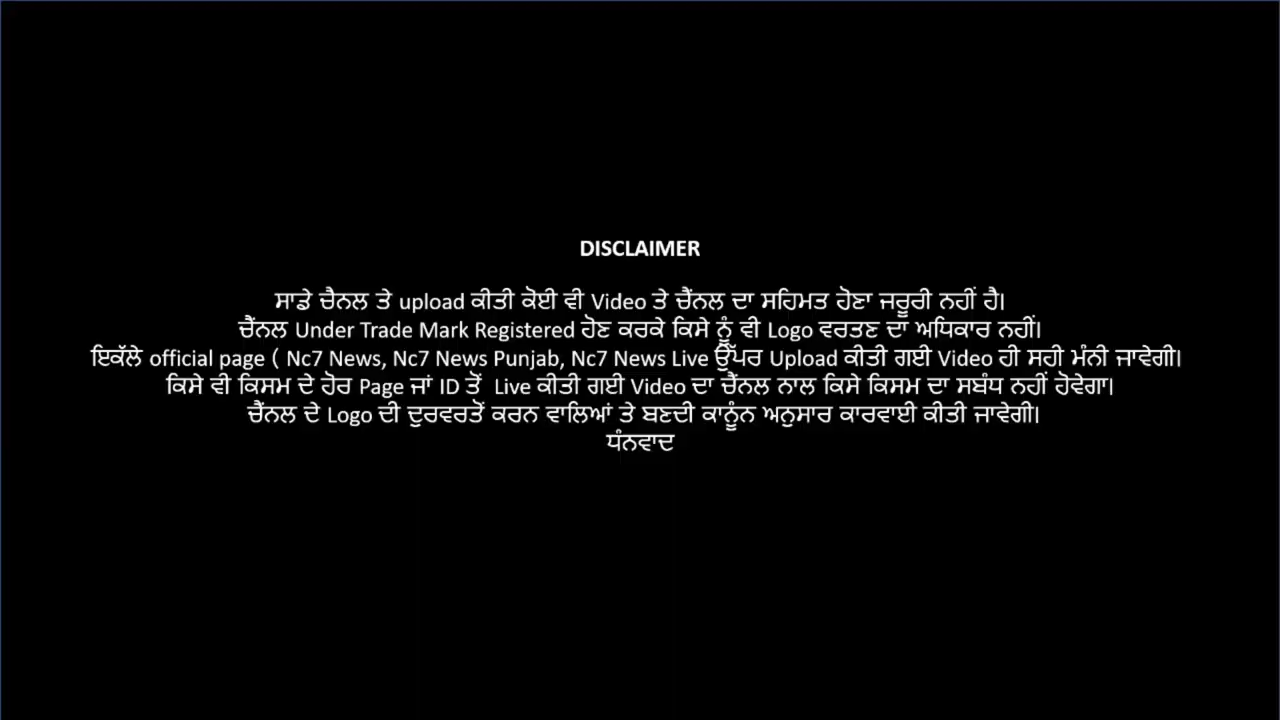 DISCLAIMER
ਸਾਡੇ ਚੈਨਲ ਤੇ upload ਕੀਤੀ ਕੋਈ ਵੀ Video ਤੇ ਚੈਂਨਲ ਦਾ ਸਹਿਮਤ ਹੋਣਾ ਜਰੂਰੀ ਨਹੀਂ ਹੈ।
ਚੈਂਨਲ Under Trade Mark Registered ਹੋਣ ਕਰਕੇ ਕਿਸੇ ਨੂੰ ਵੀ Logo ਵਰਤਣ ਦਾ ਅਧਿਕਾਰ ਨਹੀਂ।
ਇਕੱਲੇ official page ( Nc7 News, Nc7 News Punjab, Nc7 News Live ਉੱਪਰ Upload ਕੀਤੀ ਗਈ Video ਹੀ ਸਹੀ ਮੰਨੀ ਜਾਵੇਗੀ।
ਕਿਸੇ ਵੀ ਕਿਸਮ ਦੇ ਹੋਰ Page ਜਾਂ ID ਤੋਂ Live ਕੀਤੀ ਗਈ Video ਦਾ ਚੈਂਨਲ ਨਾਲ ਕਿਸੇ ਕਿਸਮ ਦਾ ਸਬੰਧ ਨਹੀਂ ਹੋਵੇਗਾ।
ਚੈਂਨਲ ਦੇ Logo ਦੀ ਦੁਰਵਰਤੋਂ ਕਰਨ ਵਾਲਿਆਂ ਤੇ ਬਣਦੀ ਕਾਨੂੰਨ ਅਨੁਸਾਰ ਕਾਰਵਾਈ ਕੀਤੀ ਜਾਵੇਗੀ।
ਧੰਨਵਾਦ